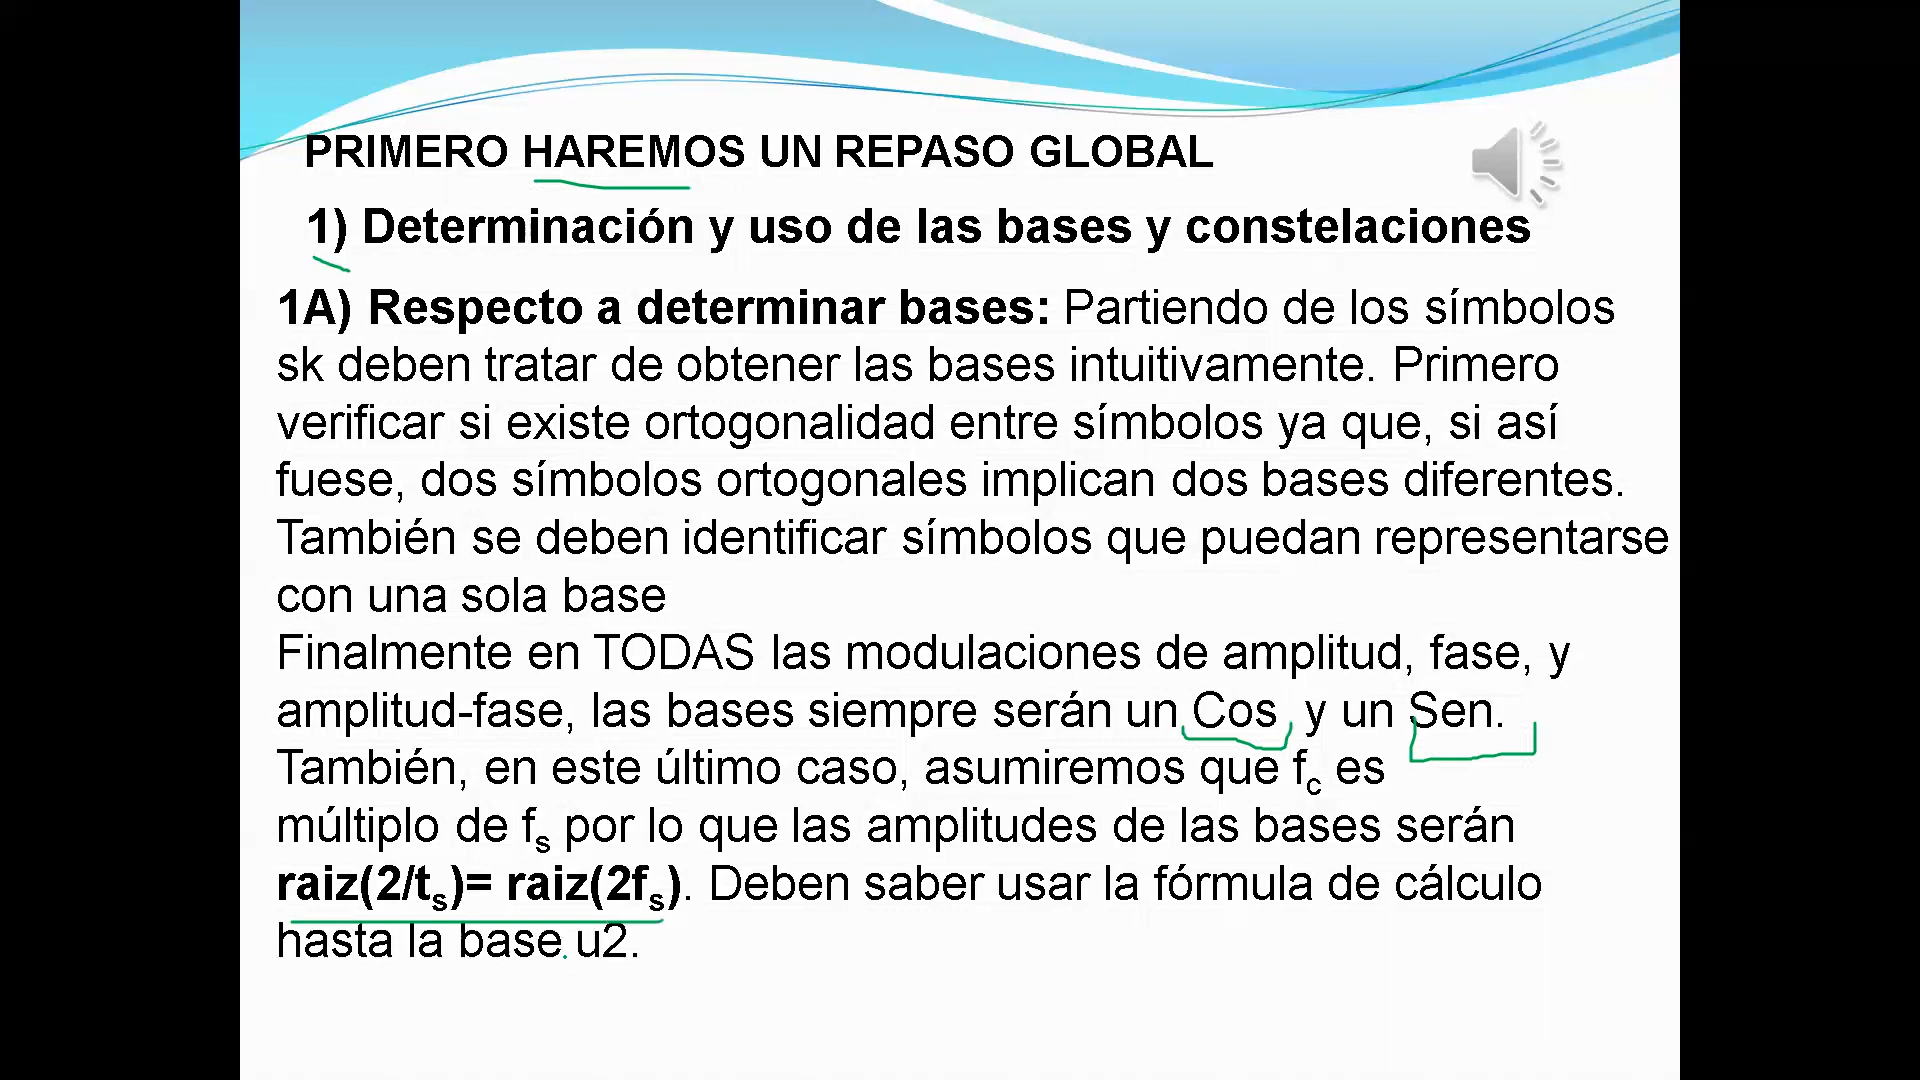 PRIMERO HAREMOS UN REPASO GLOBAL
1) Determinación y uso de las bases y constelaciones
1A) Respecto a determinar bases: Partiendo de los símbolos
sk deben tratar de obtener las bases intuitivamente. Primero
verificar si existe ortogonalidad entre símbolos ya que, si así
fuese, dos símbolos ortogonales implican dos bases diferentes.
También se deben identificar símbolos que puedan representarse
con una sola base
Finalmente en TODAS las modulaciones de amplitud, fase, y
amplitud-fase, las bases siempre serán un Cos y un Sen.
También, en este último caso, asumiremos que fc es
múltiplo de fs por lo que las amplitudes de las bases serán
raiz(2/ts)= raiz(2fs). Deben saber usar la fórmula de cálculo
hasta la base u2.